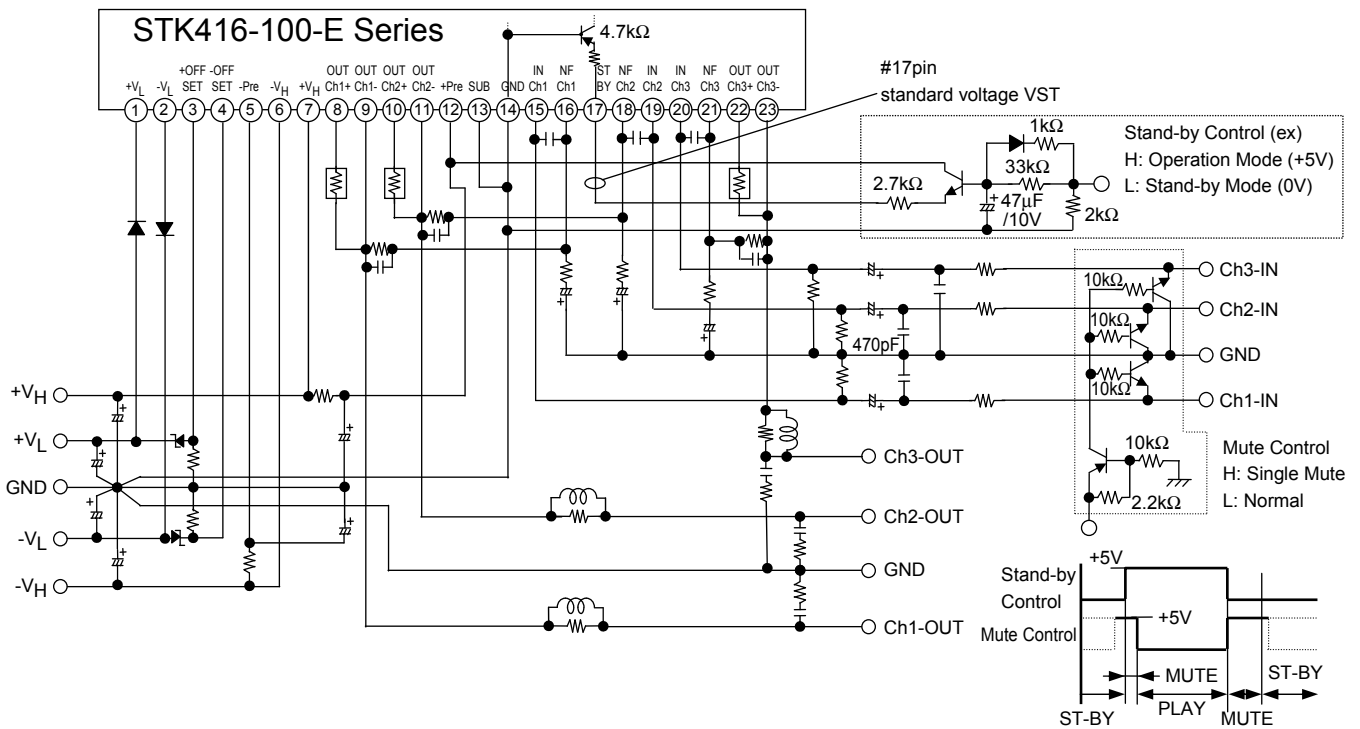 STK416-100-E Series
4.7kΩ
+VL
-VL
+OFF SET
-OFF SET
-Pre
-VH
+VH
OUT Ch1+
OUT Ch1-
OUT Ch2+
OUT Ch2-
+Pre
SUB
GND
IN Ch1
NF Ch1
ST BY
NF Ch2
IN Ch2
IN Ch3
NF Ch3
OUT Ch3+
OUT Ch3-
1 2 3 4 5 6 7 8 9 10 11 12 13 14 15 16 17 18 19 20 21 22 23
#17pin
standard voltage VST
1kΩ
33kΩ
2.7kΩ
47µF
/10V
2kΩ
Stand-by Control (ex)
H: Operation Mode (+5V)
L: Stand-by Mode (0V)
Ch3-IN
10kΩ
Ch2-IN
10kΩ
470pF
GND
10kΩ
Ch1-IN
+VH
+VL
GND
-VL
-VH
Ch3-OUT
Ch2-OUT
GND
Ch1-OUT
10kΩ
2.2kΩ
Mute Control
H: Single Mute
L: Normal
+5V
Stand-by
Control
+5V
Mute Control
MUTE
ST-BY
PLAY
ST-BY
MUTE